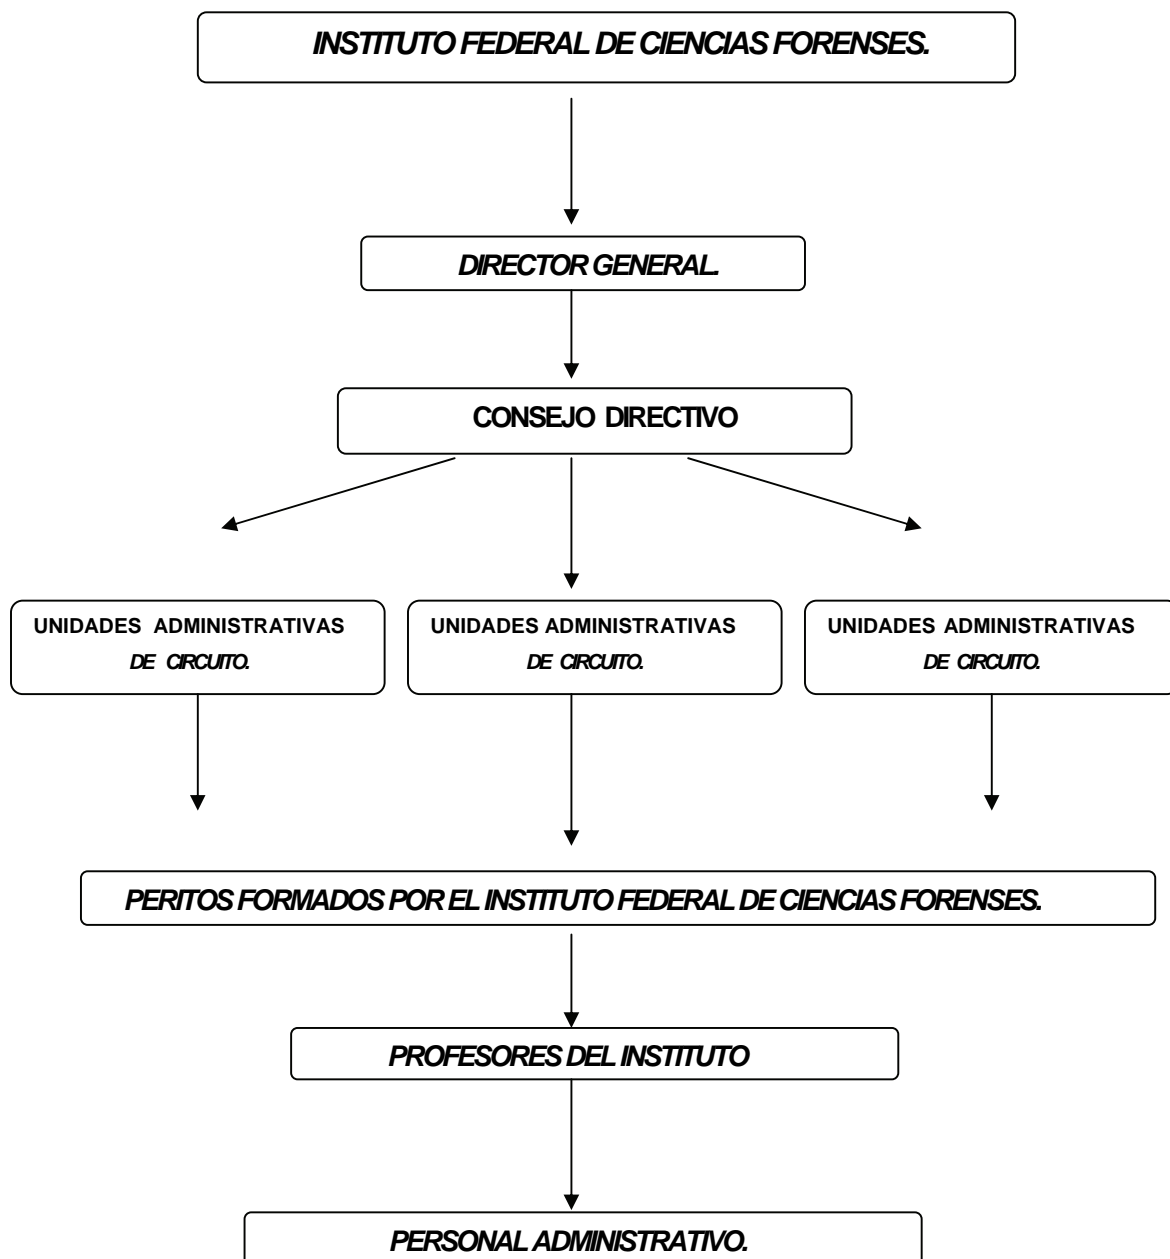 INSTITUTO FEDERAL DE CIENCIAS FORENSES.
DIRECTOR GENERAL.
CONSEJO DIRECTIVO
UNIDADES ADMINISTRATIVAS
DE CIRCUITO.
UNIDADES ADMINISTRATIVAS
DE CIRCUITO.
UNIDADES ADMINISTRATIVAS
DE CIRCUITO.
PERITOS FORMADOS POR EL INSTITUTO FEDERAL DE CIENCIAS FORENSES.
PROFESORES DEL INSTITUTO
PERSONAL ADMINISTRATIVO.